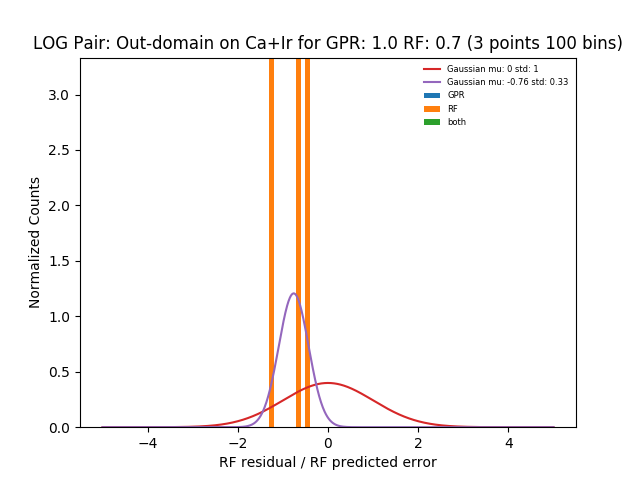 LOG Pair: Out-domain on Ca+Ir for GPR: 1.0 RF: 0.7 (3 points 100 bins)
Gaussian mu: 0 std: 1
Gaussian mu: -0.76 std: 0.33
GPR
RF
both
Normalized Counts
3.0
2.5
2.0
1.5
1.0
0.5
0.0
−4
−2
0
2
4
RF residual / RF predicted error